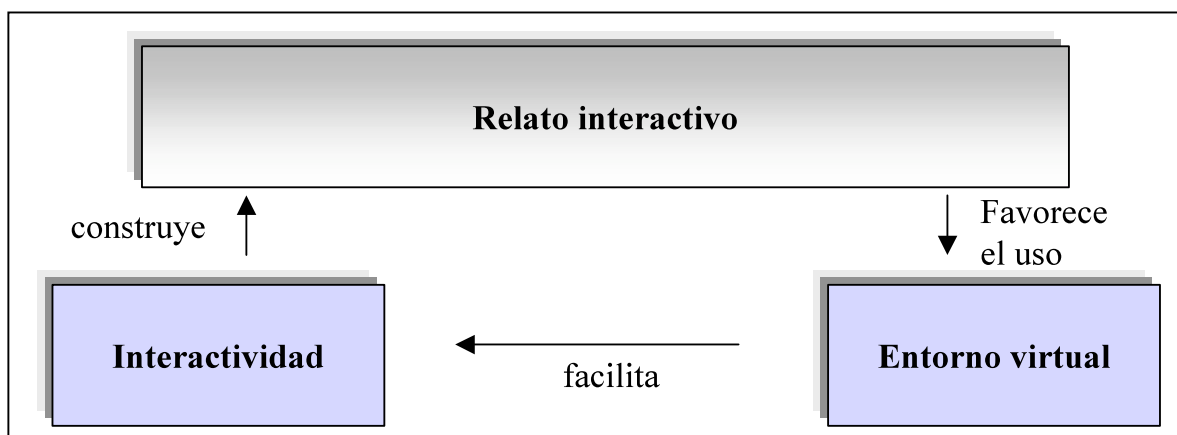 Relato interactivo
construye
Favorece
el uso
Interactividad
facilita
Entorno virtual